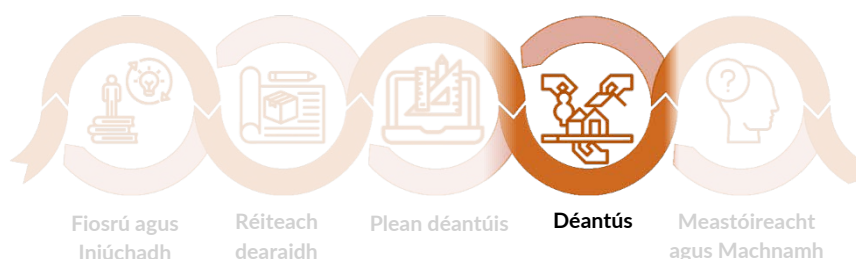 Fiosrú agus
Iniúchadh
Réiteach
dearaidh
Plean déantúis
Déantús
Meastóireacht
agus Machnamh
?